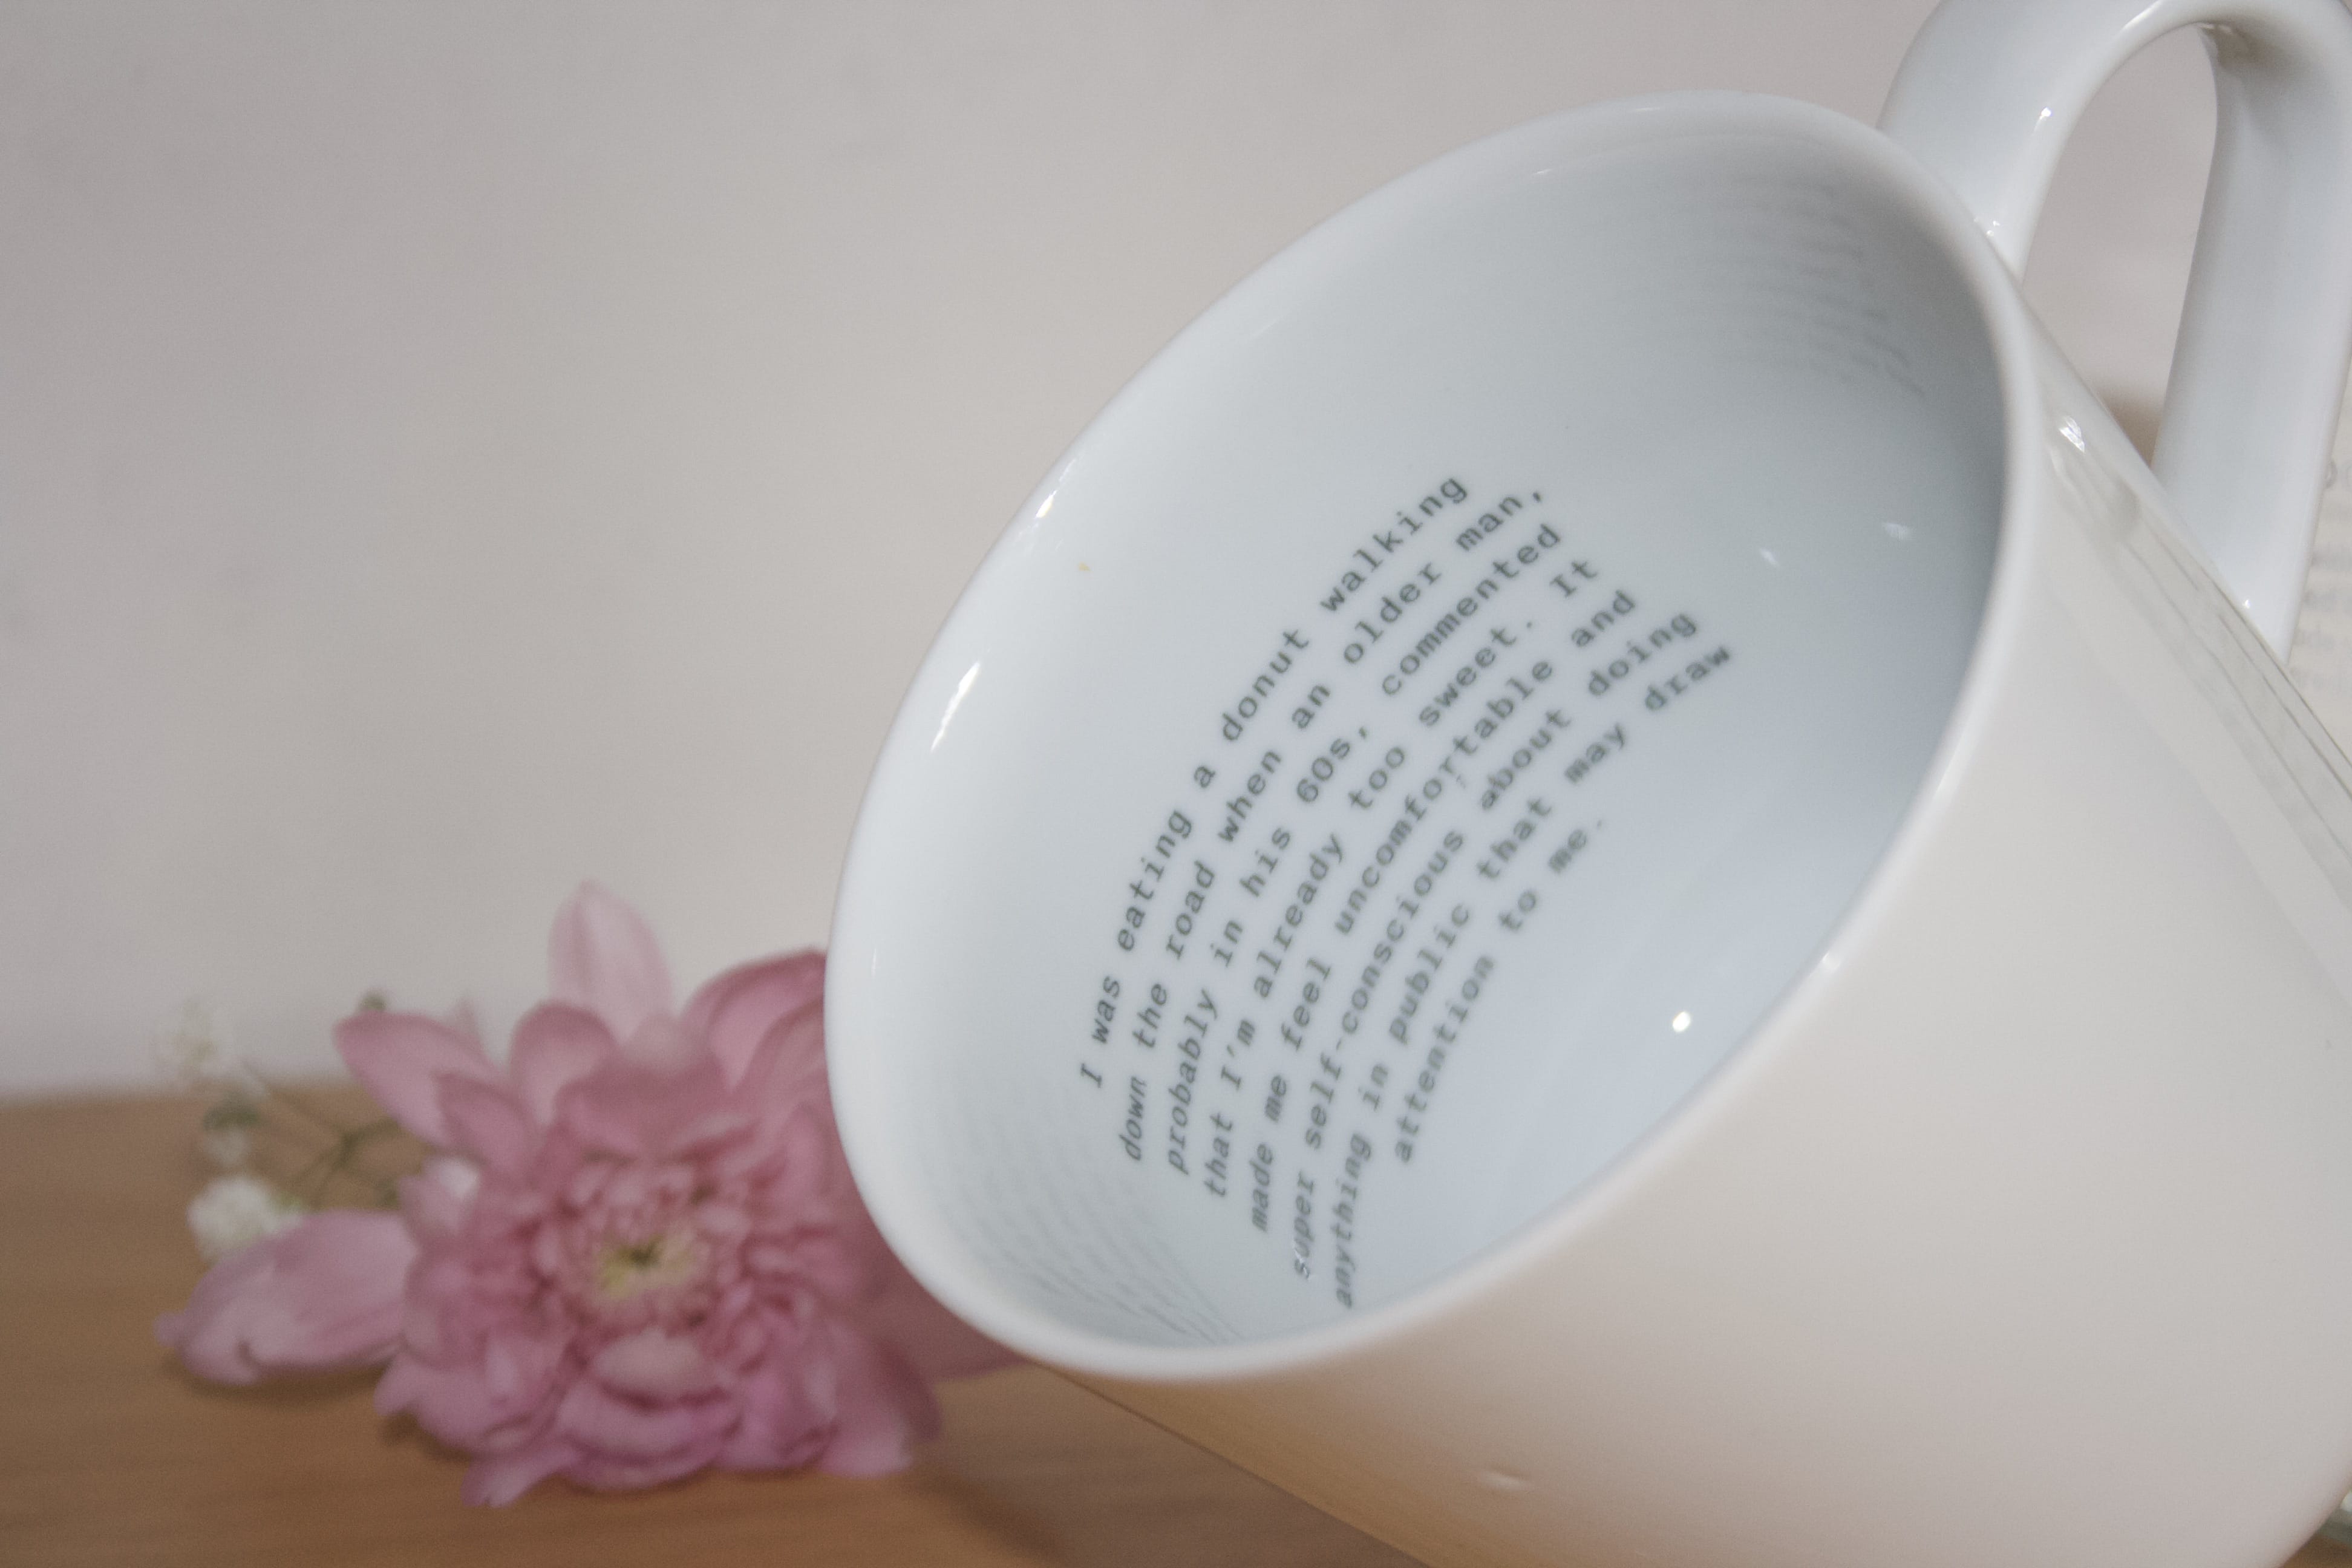 I was eating a donut walking
down the road when an older man,
probably in his 60s, commented
that I'm already too sweet. It
made me feel uncomfortable and
super self-conscious about doing
anything in public that may draw
attention to me.